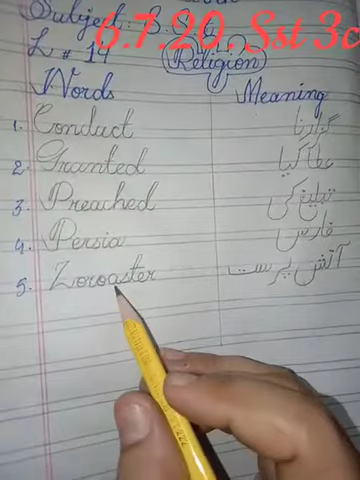 Subject: S.
6.7.20. Sst 3c
L # 14
Religion
Words Meaning
1. Conduct گزارنا
2. Granted عطا کیا
3. Preached تبلیغ کی
4. Persia فارس
5. Zoroaster آتش پرست